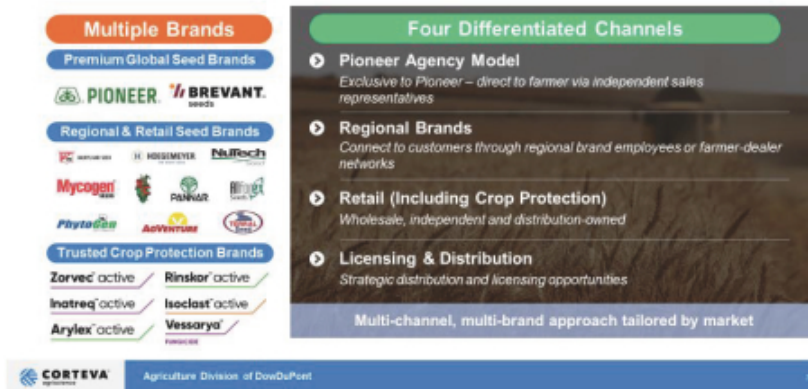 Multiple Brands
Premium Global Seed Brands
PIONEER.
BREVANT.
seeds
Regional & Retail Seed Brands
HOEGEMEYER
NuTech
Mycogen
PANNAR
PhytoGen
AgVenture
TERRAL
Trusted Crop Protection Brands
Zorvec active
Rinskor active
Inatreq active
Isoclast active
Arylex active
Vessarya
FUNGICIDE
Four Differentiated Channels
Pioneer Agency Model
Exclusive to Pioneer – direct to farmer via independent sales
representatives
Regional Brands
Connect to customers through regional brand employees or farmer-dealer
networks
Retail (Including Crop Protection)
Wholesale, independent and distribution-owned
Licensing & Distribution
Strategic distribution and licensing opportunities
Multi-channel, multi-brand approach tailored by market
CORTEVA
agriscience
Agriculture Division of DowDuPont